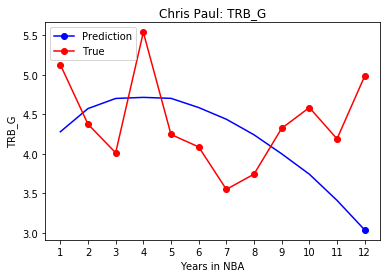 Chris Paul: TRB_G
Prediction
True
5.5
5.0
4.5
4.0
3.5
3.0
TRB_G
1 2 3 4 5 6 7 8 9 10 11 12
Years in NBA